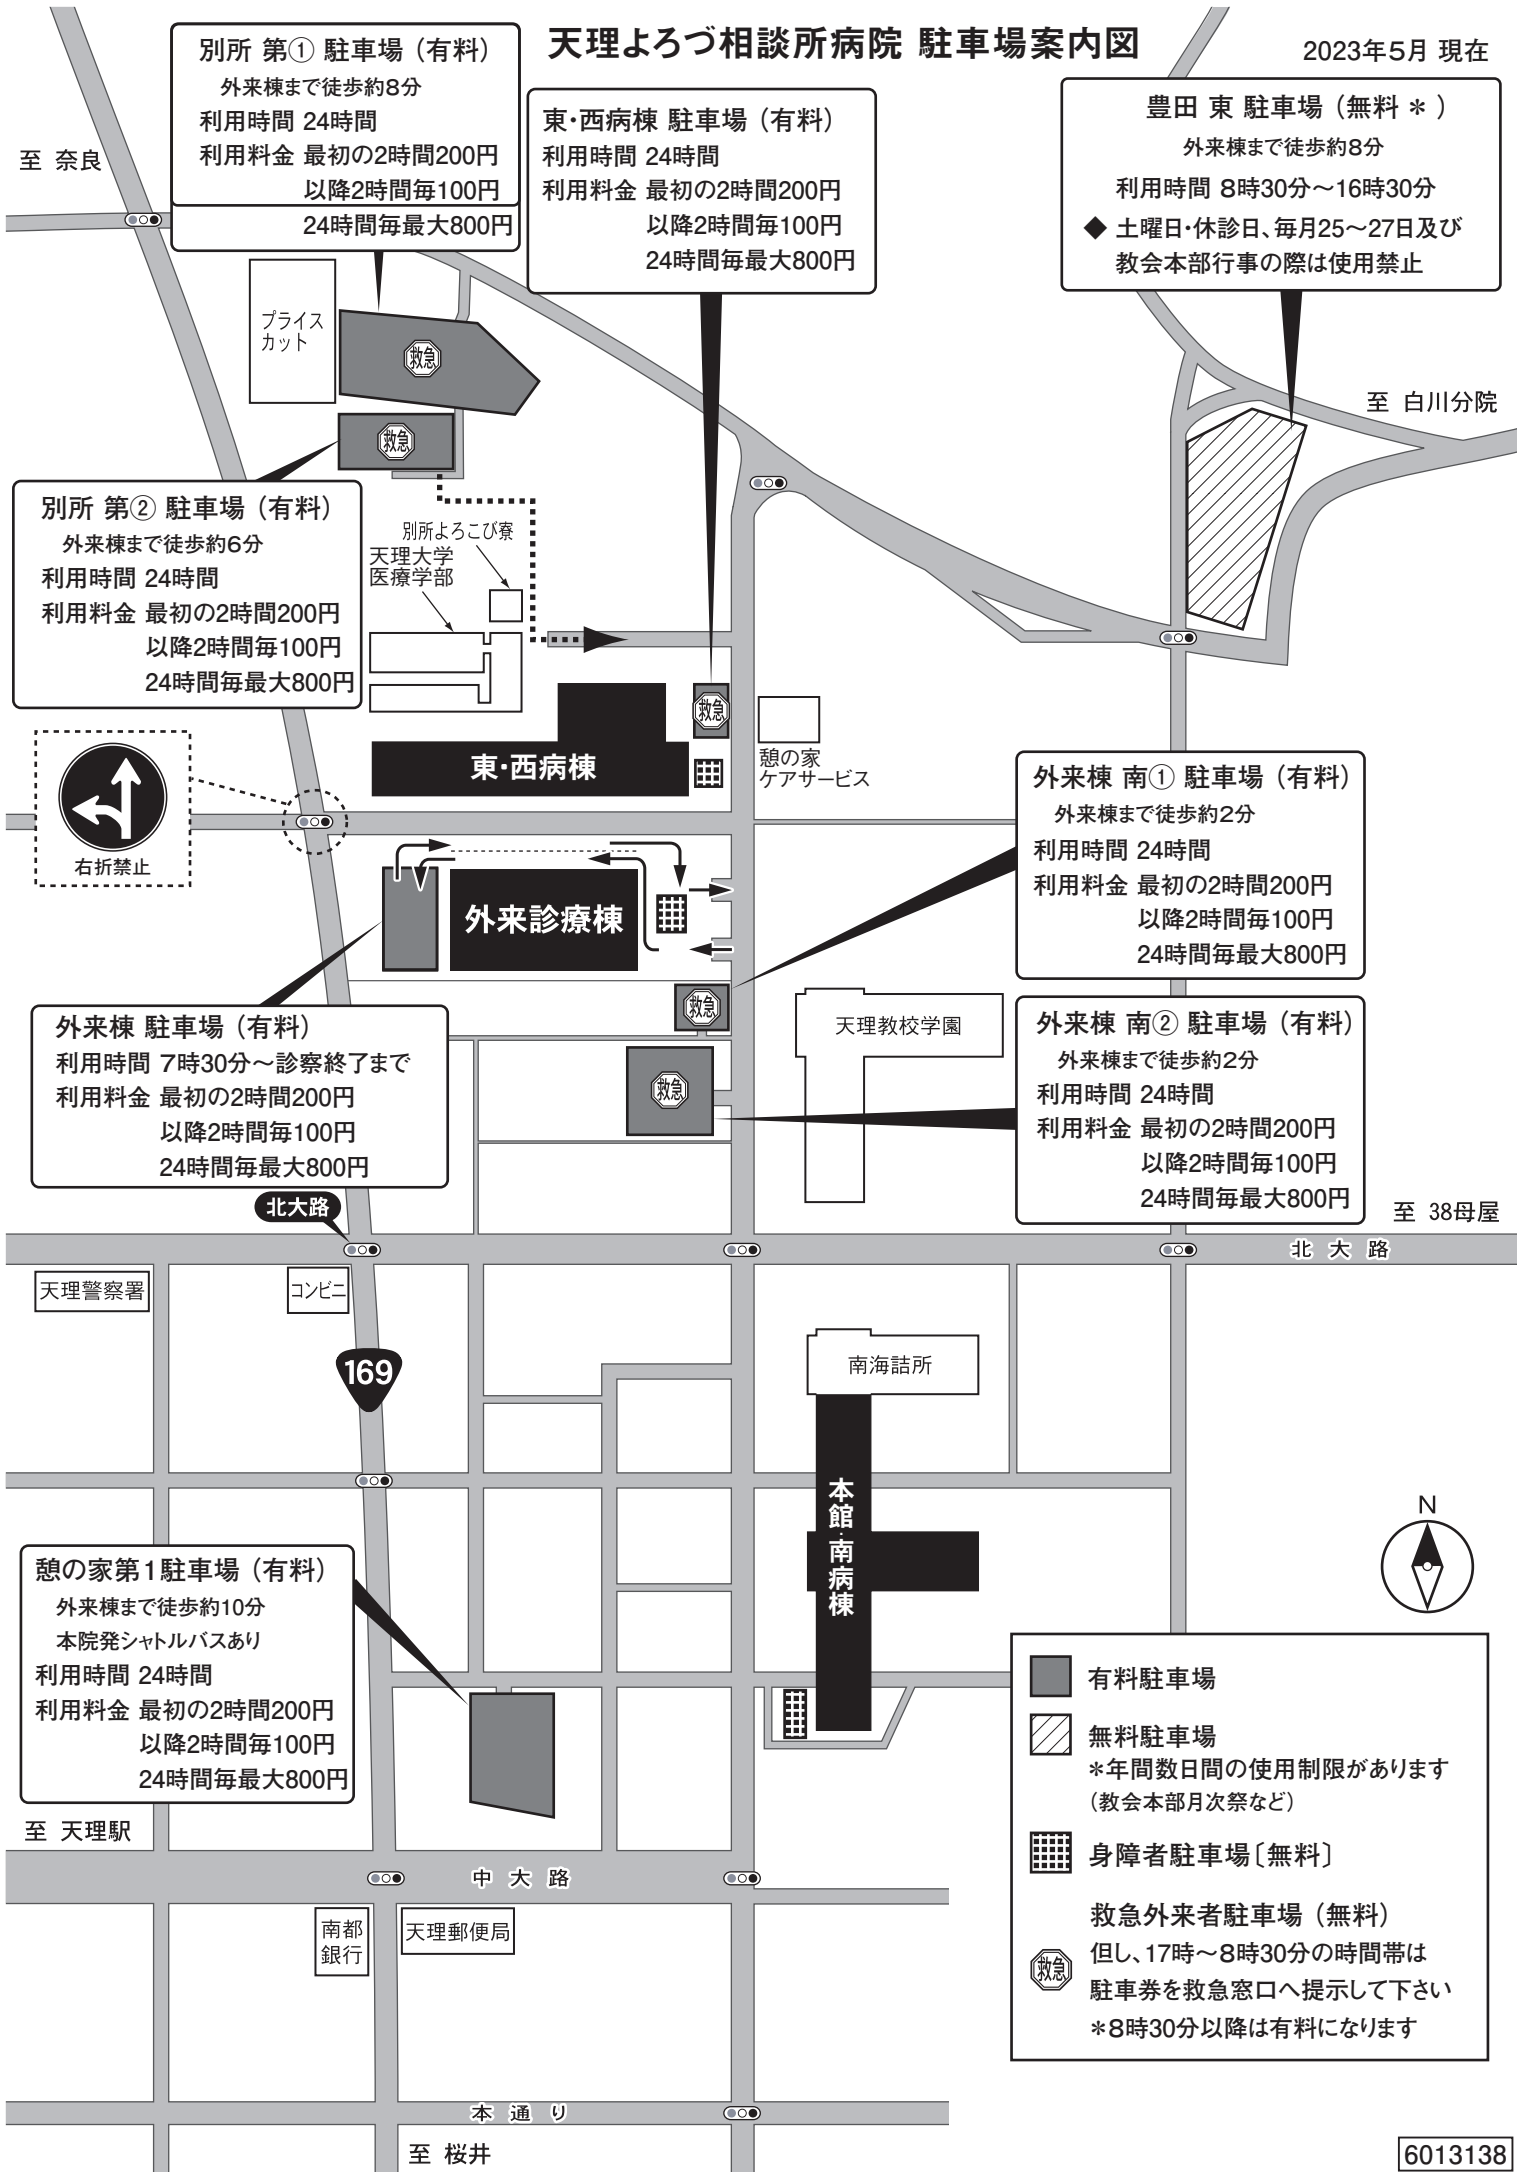 天理よろづ相談所病院 駐車場案内図
2023年5月 現在
別所 第① 駐車場（有料）
外来棟まで徒歩約8分
利用時間 24時間
利用料金 最初の2時間200円
以降2時間毎100円
24時間毎最大800円
東・西病棟 駐車場（有料）
利用時間 24時間
利用料金 最初の2時間200円
以降2時間毎100円
24時間毎最大800円
豊田 東 駐車場（無料＊）
外来棟まで徒歩約8分
利用時間 8時30分～16時30分
◆ 土曜日・休診日、毎月25～27日及び
教会本部行事の際は使用禁止
至 奈良
プライス
カット
救急
至 白川分院
救急
別所 第② 駐車場（有料）
外来棟まで徒歩約6分
利用時間 24時間
利用料金 最初の2時間200円
以降2時間毎100円
24時間毎最大800円
別所よろこび寮
天理大学
医療学部
救急
東・西病棟
憩の家
ケアサービス
右折禁止
外来棟 南① 駐車場（有料）
外来棟まで徒歩約2分
利用時間 24時間
利用料金 最初の2時間200円
以降2時間毎100円
24時間毎最大800円
外来診療棟
救急
天理教校学園
外来棟 駐車場（有料）
利用時間 7時30分～診察終了まで
利用料金 最初の2時間200円
以降2時間毎100円
24時間毎最大800円
救急
外来棟 南② 駐車場（有料）
外来棟まで徒歩約2分
利用時間 24時間
利用料金 最初の2時間200円
以降2時間毎100円
24時間毎最大800円
北大路
至 38母屋
北大路
天理警察署
コンビニ
169
南海詰所
本館・南病棟
N
憩の家第1駐車場（有料）
外来棟まで徒歩約10分
本院発シャトルバスあり
利用時間 24時間
利用料金 最初の2時間200円
以降2時間毎100円
24時間毎最大800円
有料駐車場
無料駐車場
＊年間数日間の使用制限があります
（教会本部月次祭など）
身障者駐車場〔無料〕
救急外来者駐車場（無料）
救急
但し、17時～8時30分の時間帯は
駐車券を救急窓口へ提示して下さい
＊8時30分以降は有料になります
至 天理駅
中大路
南都
銀行
天理郵便局
本通り
至 桜井
6013138